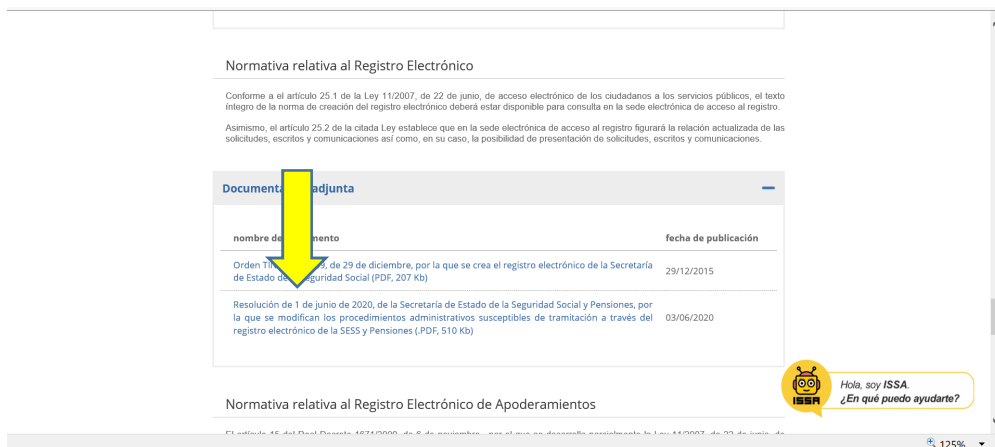 Normativa relativa al Registro Electrónico
Conforme a el artículo 25.1 de la Ley 11/2007, de 22 de junio, de acceso electrónico de los ciudadanos a los servicios públicos, el texto
íntegro de la norma de creación del registro electrónico deberá estar disponible para consulta en la sede electrónica de acceso al registro.
Asimismo, el artículo 25.2 de la citada Ley establece que en la sede electrónica de acceso al registro figurará la relación actualizada de las
solicitudes, escritos y comunicaciones así como, en su caso, la posibilidad de presentación de solicitudes, escritos y comunicaciones.
adjunta
nombre fecha de publicación
Orden de 29 de diciembre, por la que se crea el registro electrónico de la Secretaría
de Estado Seguridad Social (PDF, 207 Kb) 29/12/2015
Resolución de 1 de junio de 2020, de la Secretaría de Estado de la Seguridad Social y Pensiones, por
la que se modifican los procedimientos administrativos susceptibles de tramitación a través del
registro electrónico de la SESS y Pensiones (.PDF, 510 Kb) 03/06/2020
Hola, soy ISSA.
¿En qué puedo ayudarte?
ISSA
Normativa relativa al Registro Electrónico de Apoderamientos
125%